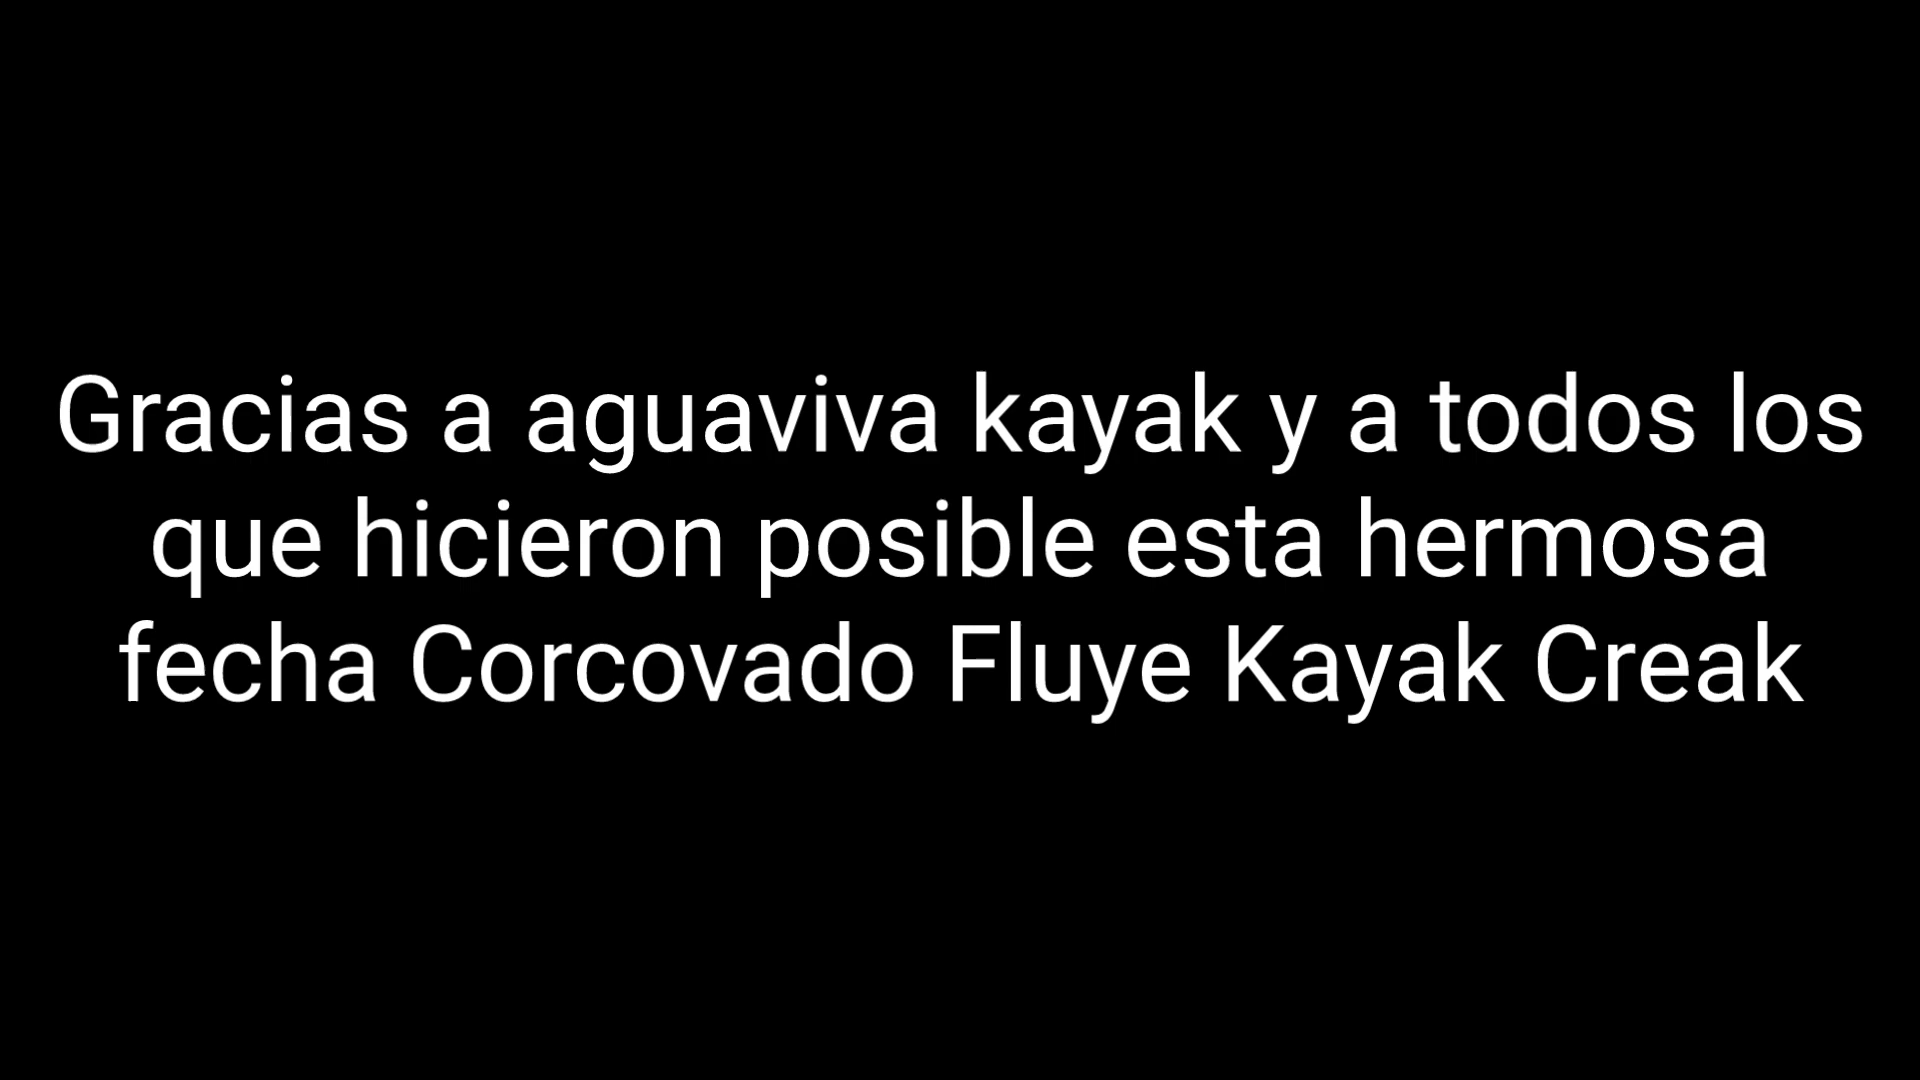 Gracias a aguaviva kayak y a todos los
que hicieron posible esta hermosa
fecha Corcovado Fluye Kayak Creak